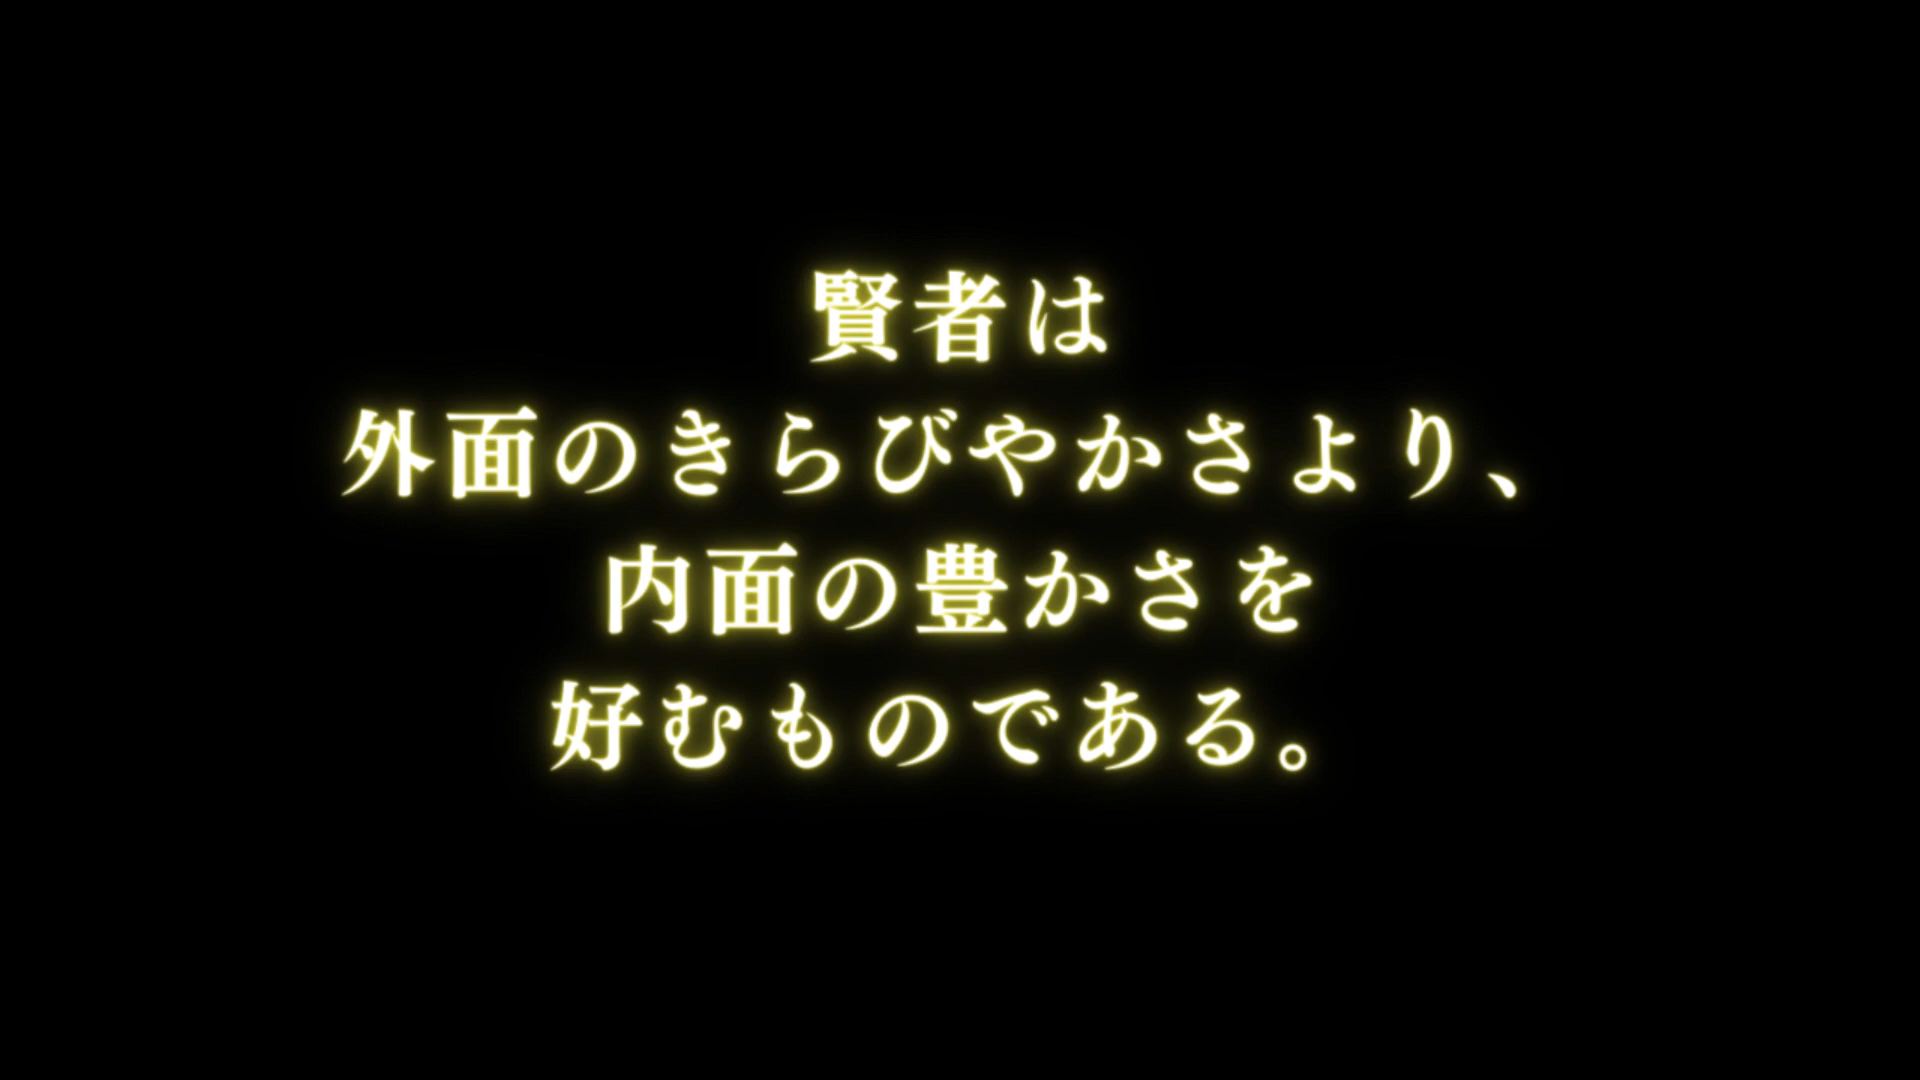 賢者は
外面のきらびやかさより、
内面の豊かさを
好むものである。